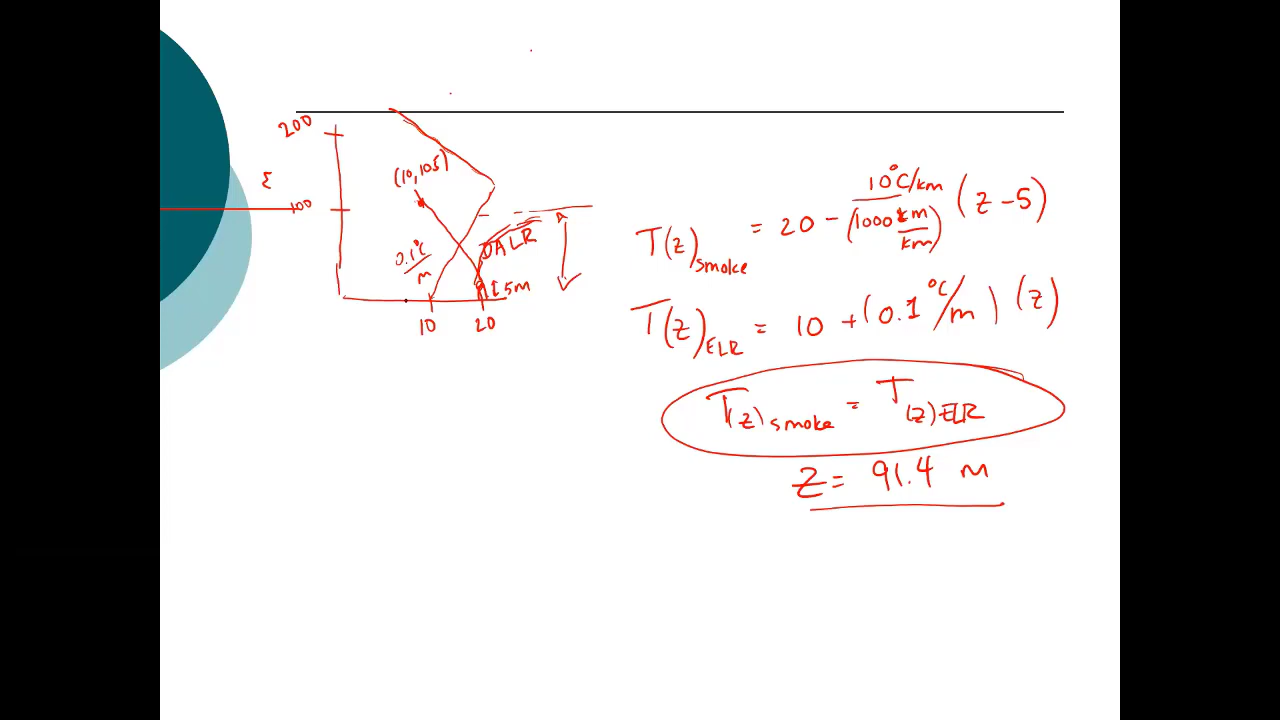 200
(10, 105)
ε
100
0.1°C/m
DALR
5m
10 20
T(z)smoke = 20 - 10°C/km/(1000 m/km) (z - 5)
T(z)ELR = 10 + (0.1 °C/m) (z)
T(z)smoke = T(z)ELR
z = 91.4 m